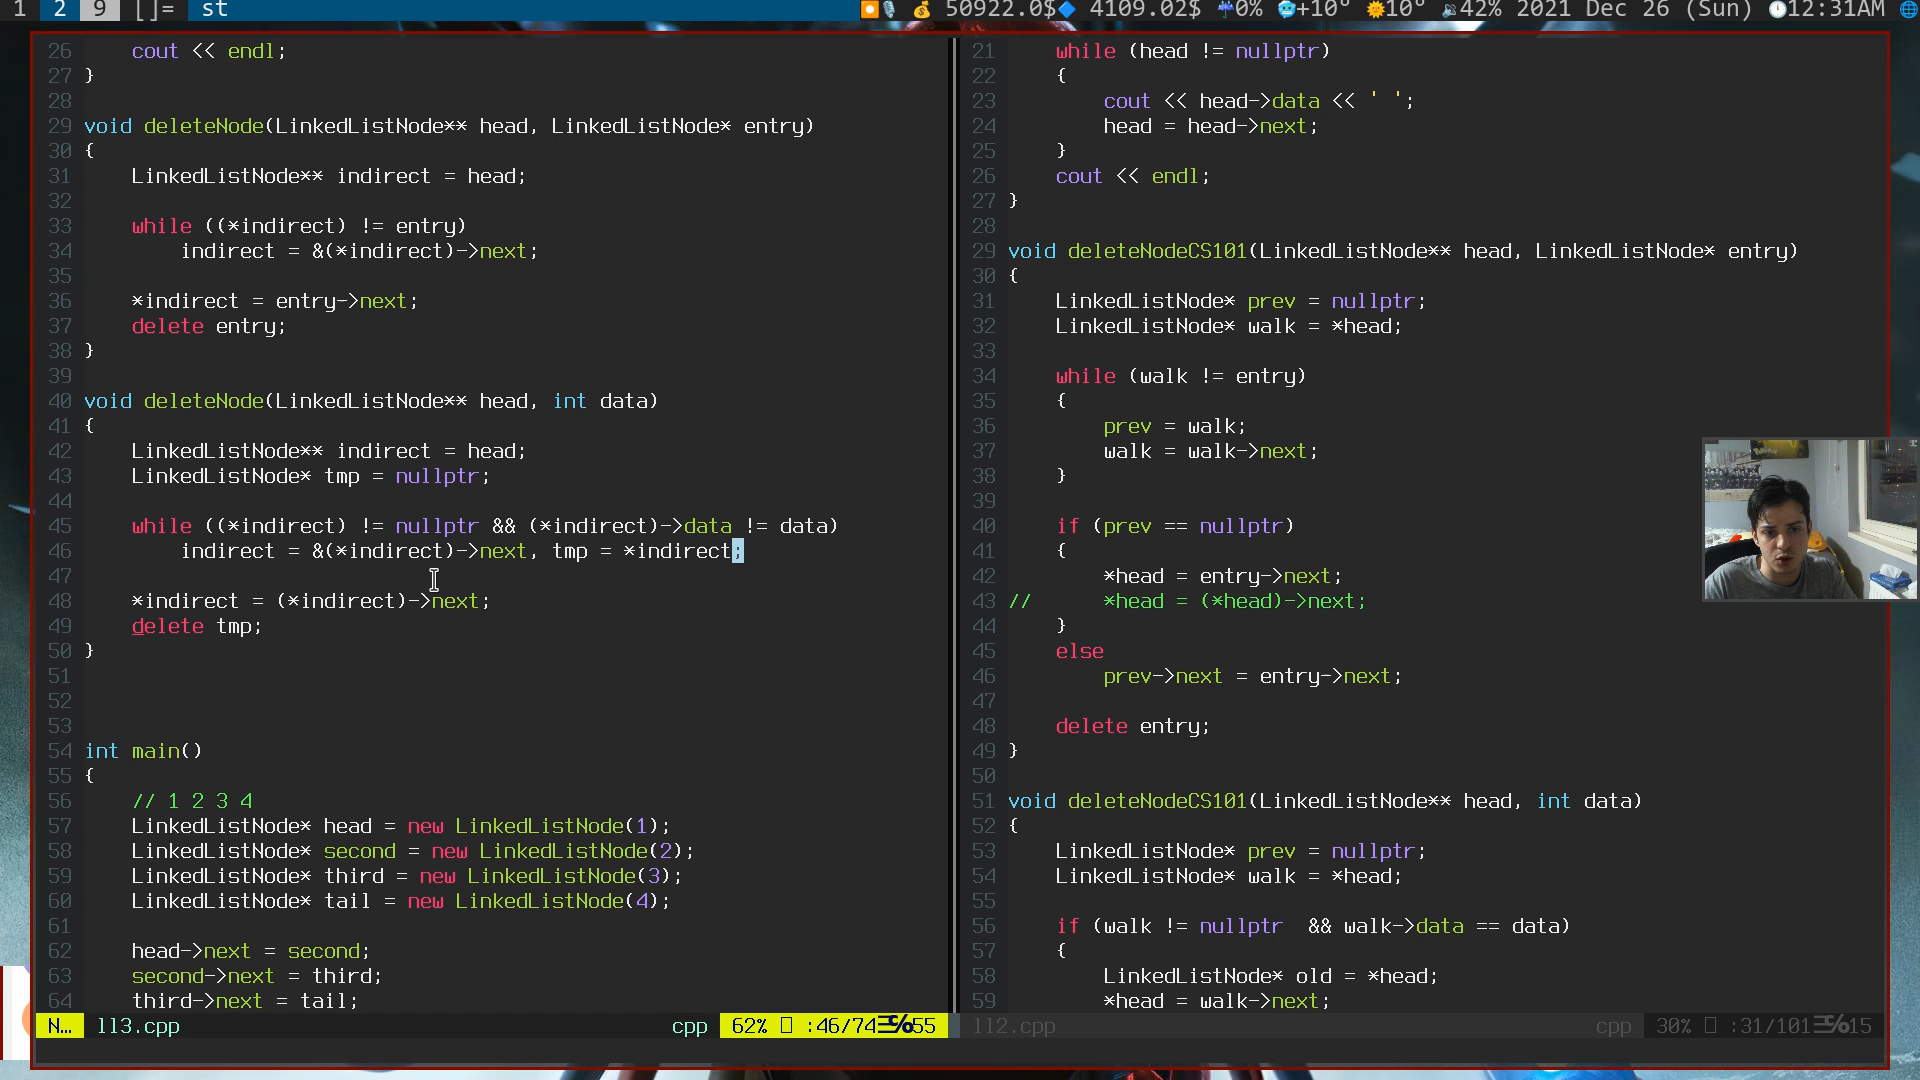 1 2 9 []= st 50922.0$ 4109.02$ 0% +10° 10° 42% 2021 Dec 26 (Sun) 12:31AM
26 cout << endl;
27 }
28
29 void deleteNode(LinkedListNode** head, LinkedListNode* entry)
30 {
31 LinkedListNode** indirect = head;
32
33 while ((*indirect) != entry)
34 indirect = &(*indirect)->next;
35
36 *indirect = entry->next;
37 delete entry;
38 }
39
40 void deleteNode(LinkedListNode** head, int data)
41 {
42 LinkedListNode** indirect = head;
43 LinkedListNode* tmp = nullptr;
44
45 while ((*indirect) != nullptr && (*indirect)->data != data)
46 indirect = &(*indirect)->next, tmp = *indirect;
47
48 *indirect = (*indirect)->next;
49 delete tmp;
50 }
51
52
53
54 int main()
55 {
56 // 1 2 3 4
57 LinkedListNode* head = new LinkedListNode(1);
58 LinkedListNode* second = new LinkedListNode(2);
59 LinkedListNode* third = new LinkedListNode(3);
60 LinkedListNode* tail = new LinkedListNode(4);
61
62 head->next = second;
63 second->next = third;
64 third->next = tail;
N… ll3.cpp cpp 62% :46/74 55
21 while (head != nullptr)
22 {
23 cout << head->data << ' ';
24 head = head->next;
25 }
26 cout << endl;
27 }
28
29 void deleteNodeCS101(LinkedListNode** head, LinkedListNode* entry)
30 {
31 LinkedListNode* prev = nullptr;
32 LinkedListNode* walk = *head;
33
34 while (walk != entry)
35 {
36 prev = walk;
37 walk = walk->next;
38 }
39
40 if (prev == nullptr)
41 {
42 *head = entry->next;
43 // *head = (*head)->next;
44 }
45 else
46 prev->next = entry->next;
47
48 delete entry;
49 }
50
51 void deleteNodeCS101(LinkedListNode** head, int data)
52 {
53 LinkedListNode* prev = nullptr;
54 LinkedListNode* walk = *head;
55
56 if (walk != nullptr && walk->data == data)
57 {
58 LinkedListNode* old = *head;
59 *head = walk->next;
ll2.cpp cpp 30% :31/101 15